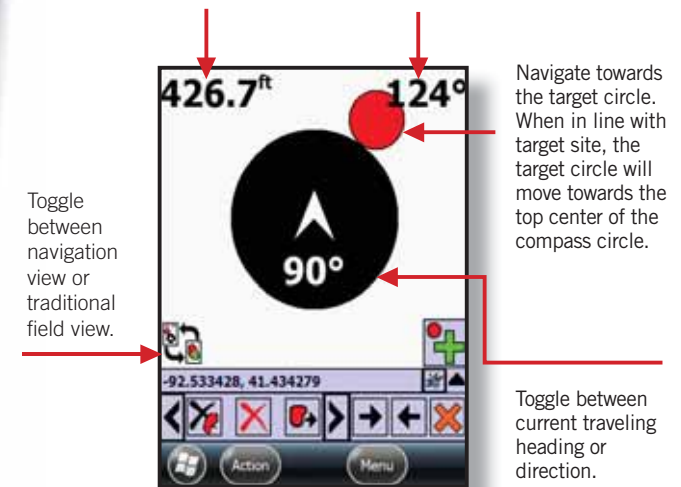 426.7ft
124°
90°
-92.533428, 41.434279
Action
Menu
Toggle
between
navigation
view or
traditional
field view.
Navigate towards
the target circle.
When in line with
target site, the
target circle will
move towards the
top center of the
compass circle.
Toggle between
current traveling
heading or
direction.